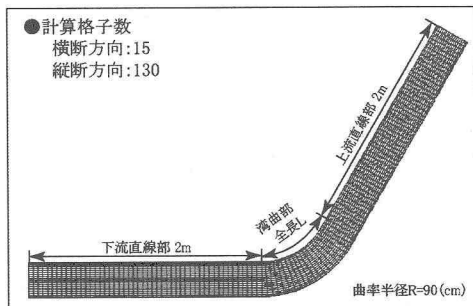 ●計算格子数
横断方向:15
縦断方向:130
上流直線部 2m
湾曲部
全長L
下流直線部 2m
曲率半径R=90(cm)